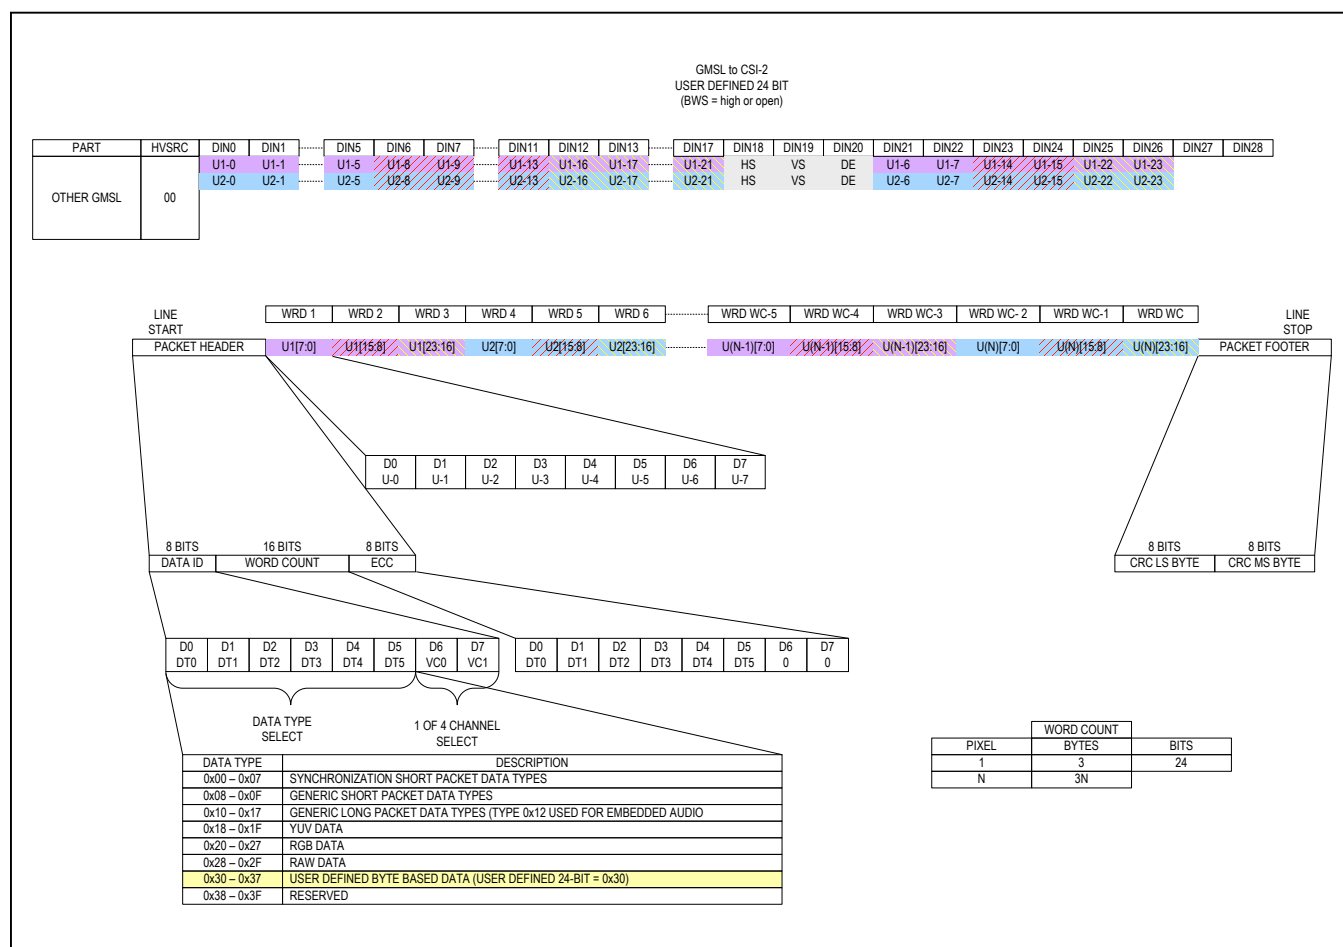 GMSL to CSI-2
USER DEFINED 24 BIT
(BWS = high or open)
PART HVSRC DIN0 DIN1 DIN5 DIN6 DIN7 DIN11 DIN12 DIN13 DIN17 DIN18 DIN19 DIN20 DIN21 DIN22 DIN23 DIN24 DIN25 DIN26 DIN27 DIN28
U1-0 U1-1 U1-5 U1-8 U1-9 U1-13 U1-16 U1-17 U1-21 HS VS DE U1-6 U1-7 U1-14 U1-15 U1-22 U1-23
U2-0 U2-1 U2-5 U2-8 U2-9 U2-13 U2-16 U2-17 U2-21 HS VS DE U2-6 U2-7 U2-14 U2-15 U2-22 U2-23
OTHER GMSL 00
WRD 1 WRD 2 WRD 3 WRD 4 WRD 5 WRD 6 WRD WC-5 WRD WC-4 WRD WC-3 WRD WC- 2 WRD WC-1 WRD WC
LINE
START
LINE
STOP
PACKET HEADER U1[7:0] U1[15:8] U1[23:16] U2[7:0] U2[15:8] U2[23:16] U(N-1)[7:0] U(N-1)[15:8] U(N-1)[23:16] U(N)[7:0] U(N)[15:8] U(N)[23:16] PACKET FOOTER
D0 D1 D2 D3 D4 D5 D6 D7
U-0 U-1 U-2 U-3 U-4 U-5 U-6 U-7
8 BITS 16 BITS 8 BITS
DATA ID WORD COUNT ECC
8 BITS 8 BITS
CRC LS BYTE CRC MS BYTE
D0 D1 D2 D3 D4 D5 D6 D7
DT0 DT1 DT2 DT3 DT4 DT5 VC0 VC1
D0 D1 D2 D3 D4 D5 D6 D7
DT0 DT1 DT2 DT3 DT4 DT5 0 0
DATA TYPE
SELECT
1 OF 4 CHANNEL
SELECT
DATA TYPE DESCRIPTION
0x00 – 0x07 SYNCHRONIZATION SHORT PACKET DATA TYPES
0x08 – 0x0F GENERIC SHORT PACKET DATA TYPES
0x10 – 0x17 GENERIC LONG PACKET DATA TYPES (TYPE 0x12 USED FOR EMBEDDED AUDIO
0x18 – 0x1F YUV DATA
0x20 – 0x27 RGB DATA
0x28 – 0x2F RAW DATA
0x30 – 0x37 USER DEFINED BYTE BASED DATA (USER DEFINED 24-BIT = 0x30)
0x38 – 0x3F RESERVED
WORD COUNT
PIXEL BYTES BITS
1 3 24
N 3N